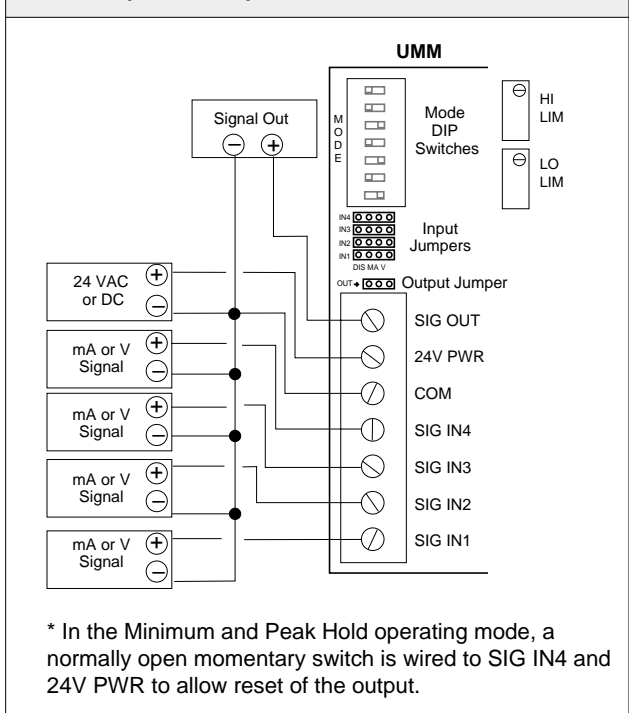 UMM
Signal Out
− +
M
O
D
E
Mode
DIP
Switches
HI
LIM
LO
LIM
IN4
IN3
IN2
IN1
Input
Jumpers
DIS MA V
OUT Output Jumper
24 VAC
or DC
+
−
mA or V
Signal
+
−
mA or V
Signal
+
−
mA or V
Signal
+
−
mA or V
Signal
+
−
SIG OUT
24V PWR
COM
SIG IN4
SIG IN3
SIG IN2
SIG IN1
* In the Minimum and Peak Hold operating mode, a
normally open momentary switch is wired to SIG IN4 and
24V PWR to allow reset of the output.